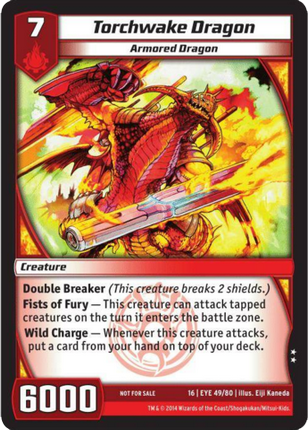 7
Torchwake Dragon
Armored Dragon
Creature
Double Breaker (This creature breaks 2 shields.)
Fists of Fury — This creature can attack tapped
creatures on the turn it enters the battle zone.
Wild Charge — Whenever this creature attacks,
put a card from your hand on top of your deck.
6000
NOT FOR SALE
16 | EYE 49/80 | illus. Eiji Kaneda
TM & © 2014 Wizards of the Coast/Shogakukan/Mitsui-Kids.